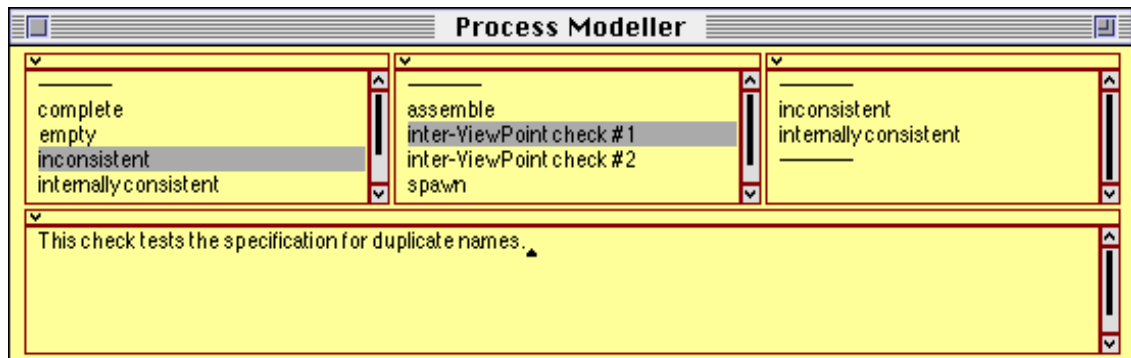 Process Modeller
complete
empty
inconsistent
internally consistent
assemble
inter-ViewPoint check #1
inter-ViewPoint check #2
spawn
inconsistent
internally consistent
This check tests the specification for duplicate names.